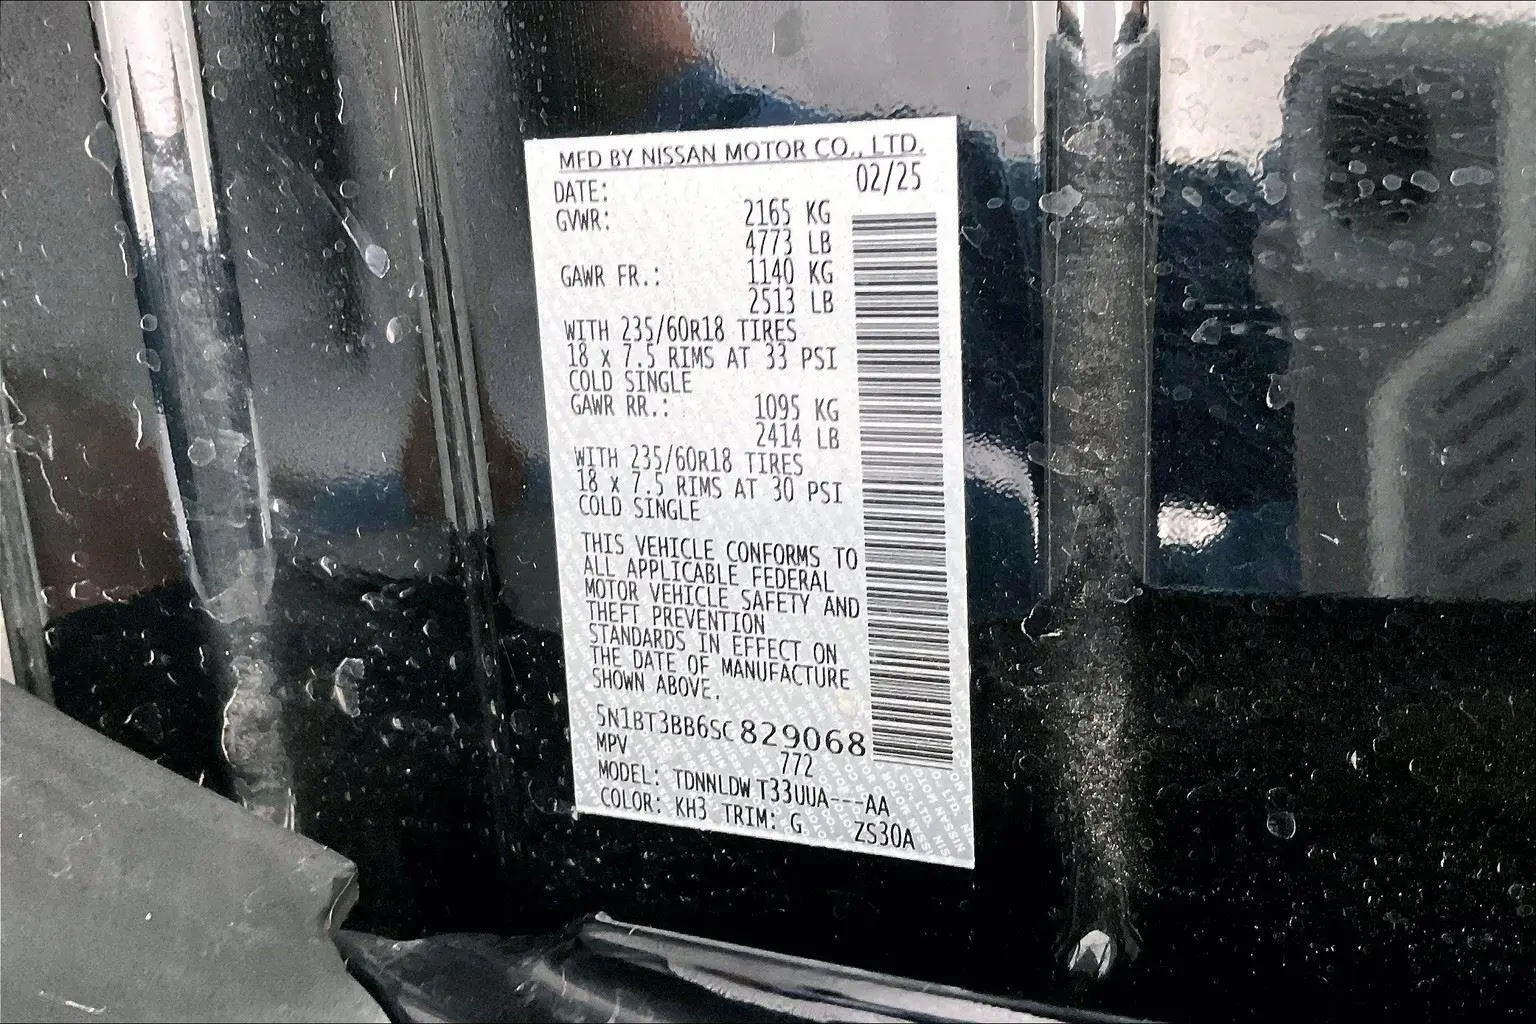 MFD BY NISSAN MOTOR CO., LTD.
DATE: 02/25
GVWR: 2165 KG
4773 LB
GAWR FR.: 1140 KG
2513 LB
WITH 235/60R18 TIRES
18 x 7.5 RIMS AT 33 PSI
COLD SINGLE
GAWR RR.: 1095 KG
2414 LB
WITH 235/60R18 TIRES
18 x 7.5 RIMS AT 30 PSI
COLD SINGLE
THIS VEHICLE CONFORMS TO
ALL APPLICABLE FEDERAL
MOTOR VEHICLE SAFETY AND
THEFT PREVENTION
STANDARDS IN EFFECT ON
THE DATE OF MANUFACTURE
SHOWN ABOVE.
5N1BT3BB6SC829068
MPV 772
MODEL: TDNNLDWT33UUA---AA
COLOR: KH3 TRIM: G ZS30A